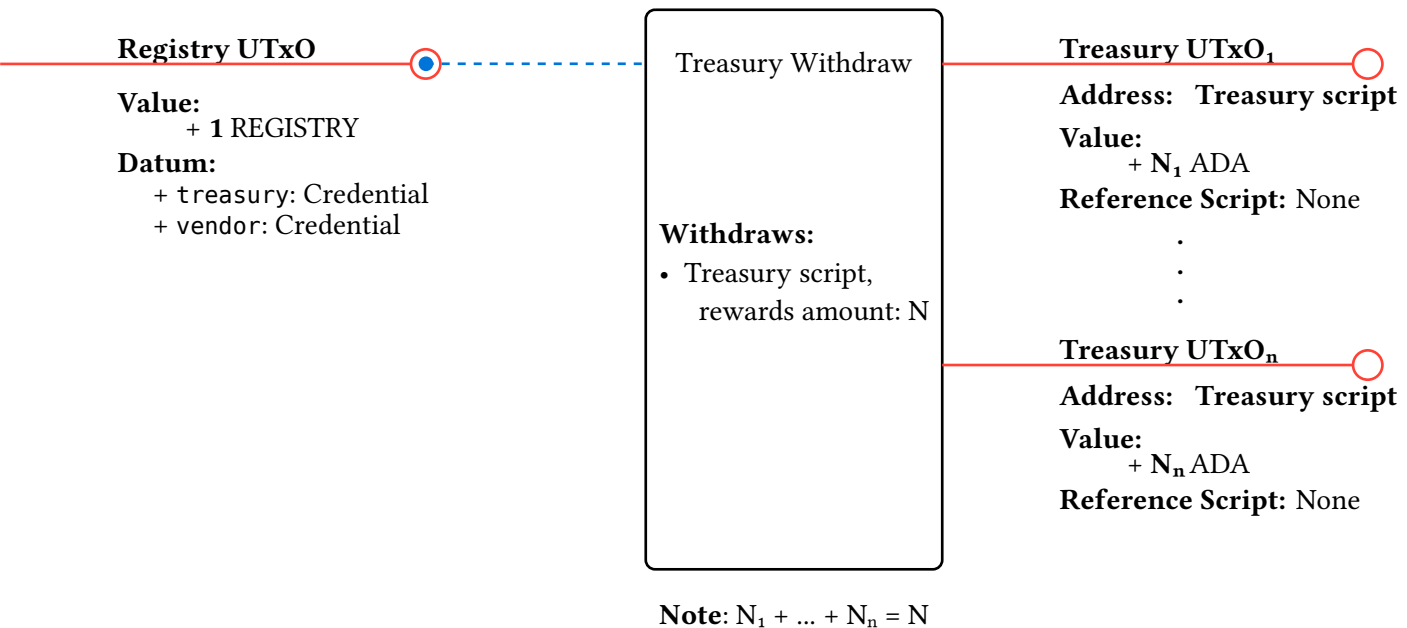 Registry UTxO
Value:
+ 1 REGISTRY
Datum:
+ treasury: Credential
+ vendor: Credential
Treasury Withdraw
Withdraws:
• Treasury script,
rewards amount: N
Note: N₁ + ... + Nₙ = N
Treasury UTxO₁
Address: Treasury script
Value:
+ N₁ ADA
Reference Script: None
.
.
.
Treasury UTxOₙ
Address: Treasury script
Value:
+ Nₙ ADA
Reference Script: None